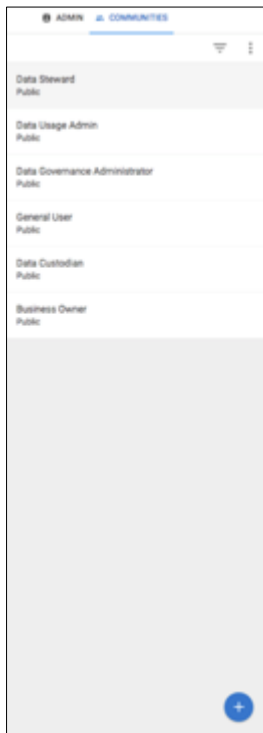 ADMIN COMMUNITIES
Data Steward
Public
Data Usage Admin
Public
Data Governance Administrator
Public
General User
Public
Data Custodian
Public
Business Owner
Public